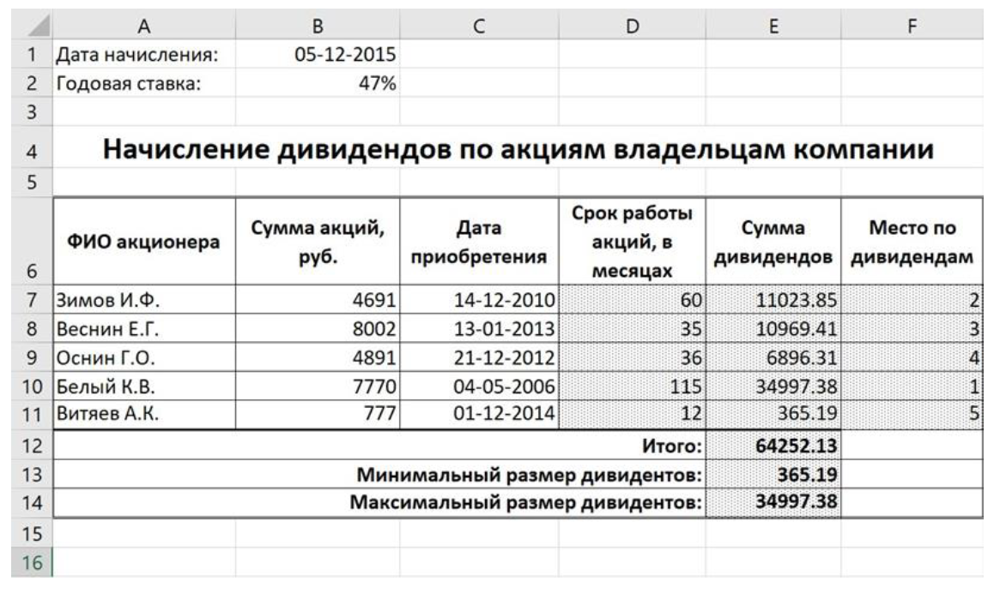 A B C D E F
1 Дата начисления: 05-12-2015
2 Годовая ставка: 47%
3
4 Начисление дивидендов по акциям владельцам компании
5
6 ФИО акционера Сумма акций, руб. Дата приобретения Срок работы акций, в месяцах Сумма дивидендов Место по дивидендам
7 Зимов И.Ф. 4691 14-12-2010 60 11023.85 2
8 Веснин Е.Г. 8002 13-01-2013 35 10969.41 3
9 Оснин Г.О. 4891 21-12-2012 36 6896.31 4
10 Белый К.В. 7770 04-05-2006 115 34997.38 1
11 Витяев А.К. 777 01-12-2014 12 365.19 5
12 Итого: 64252.13
13 Минимальный размер дивидентов: 365.19
14 Максимальный размер дивидентов: 34997.38
15
16